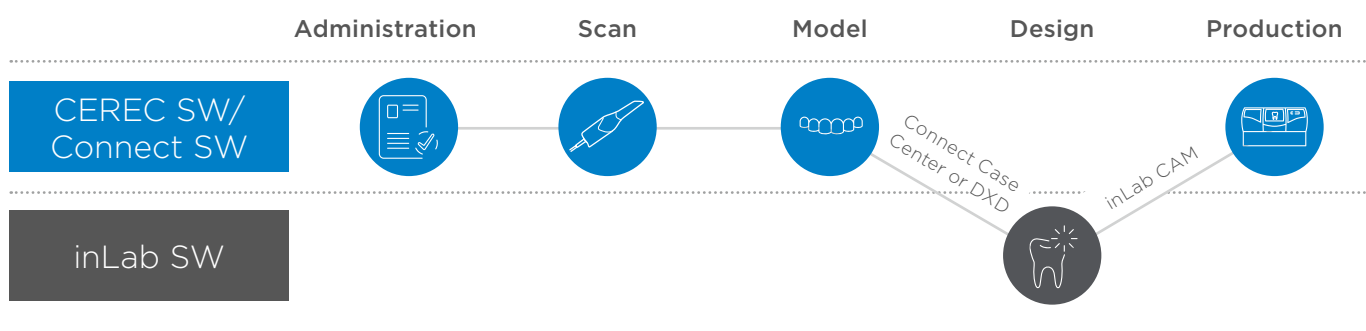 Administration Scan Model Design Production
CEREC SW/
Connect SW
Connect Case
Center or DXD
inLab CAM
inLab SW